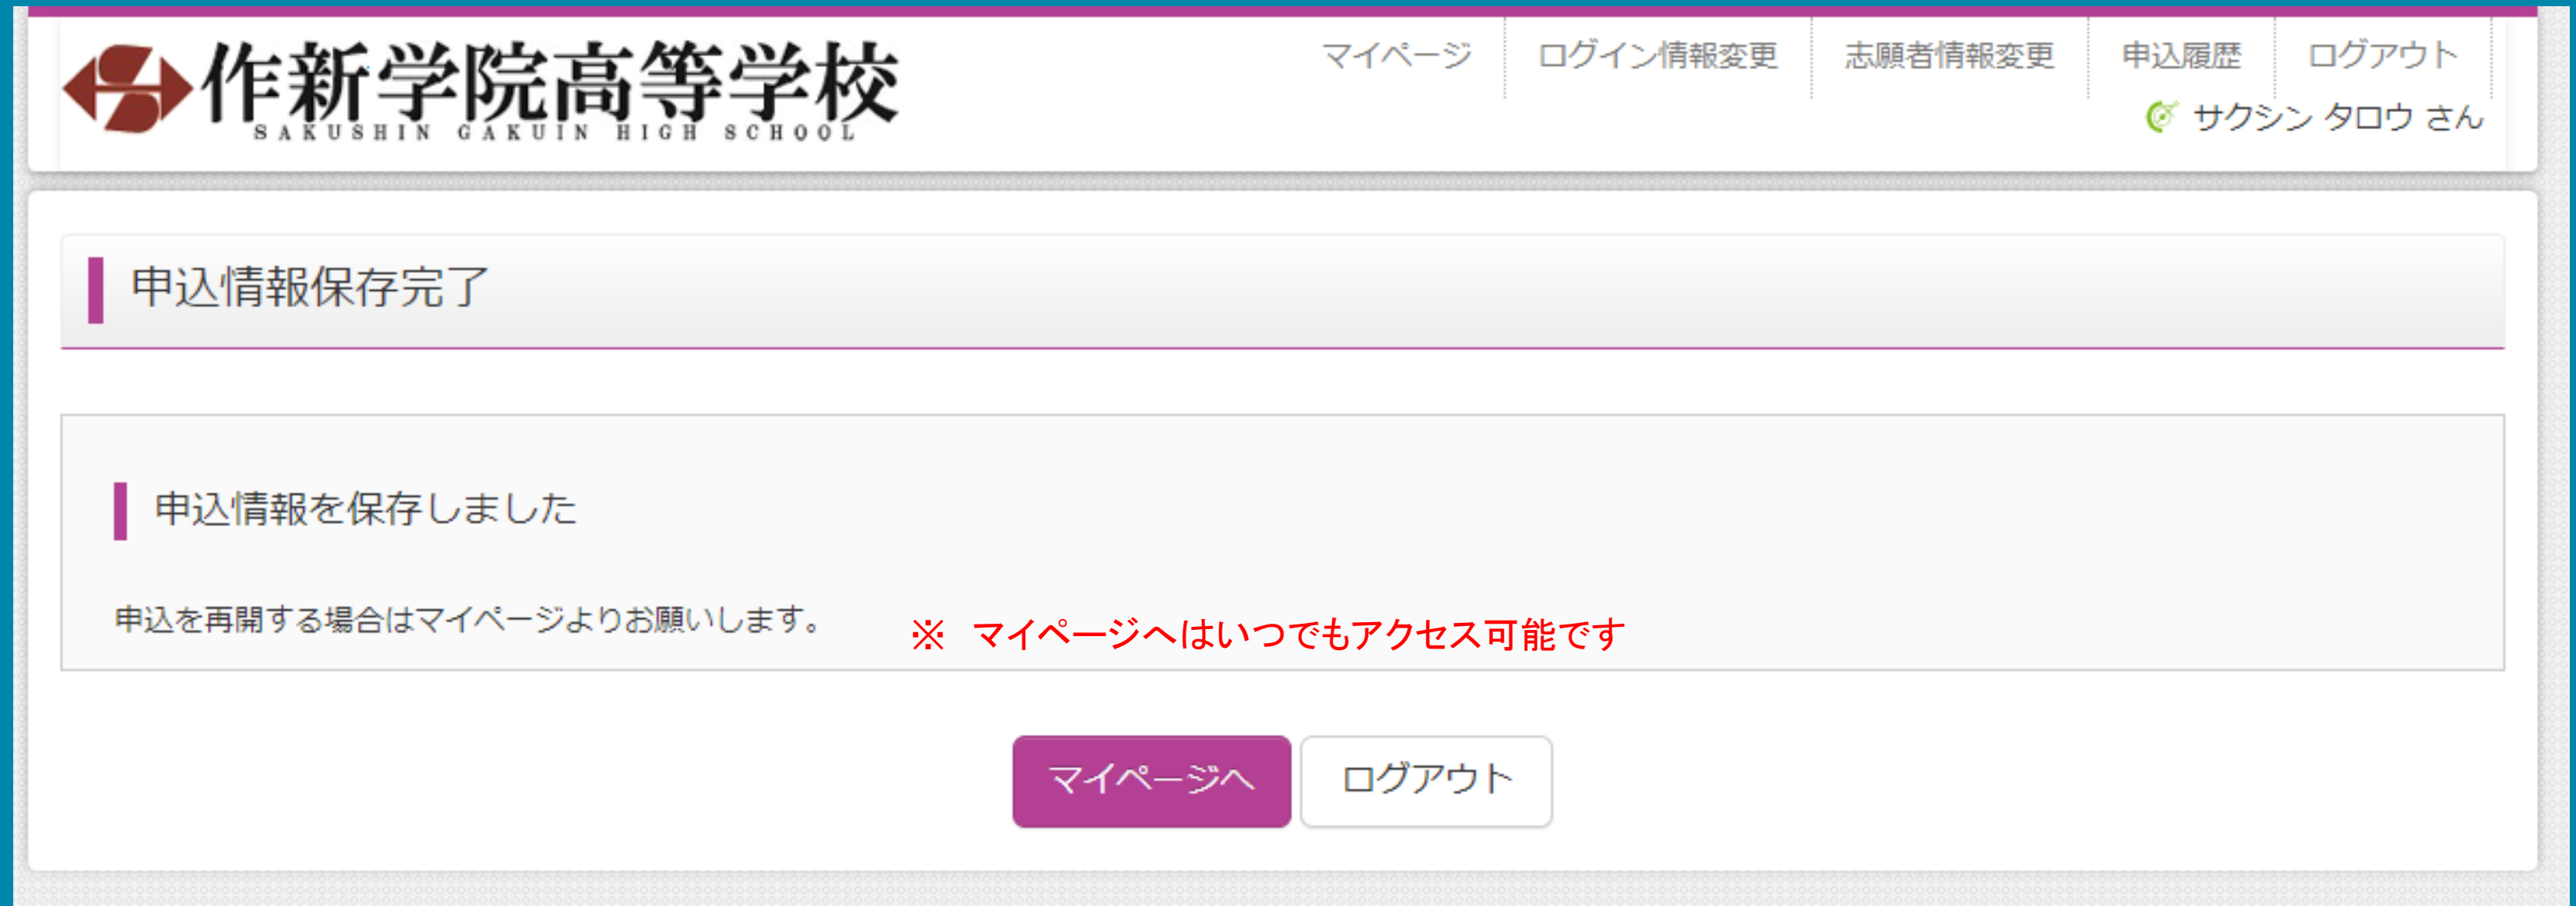 作新学院高等学校
SAKUSHIN GAKUIN HIGH SCHOOL
マイページ ログイン情報変更 志願者情報変更 申込履歴 ログアウト
サクシン タロウ さん
申込情報保存完了
申込情報を保存しました
申込を再開する場合はマイページよりお願いします。
※ マイページへはいつでもアクセス可能です
マイページへ ログアウト